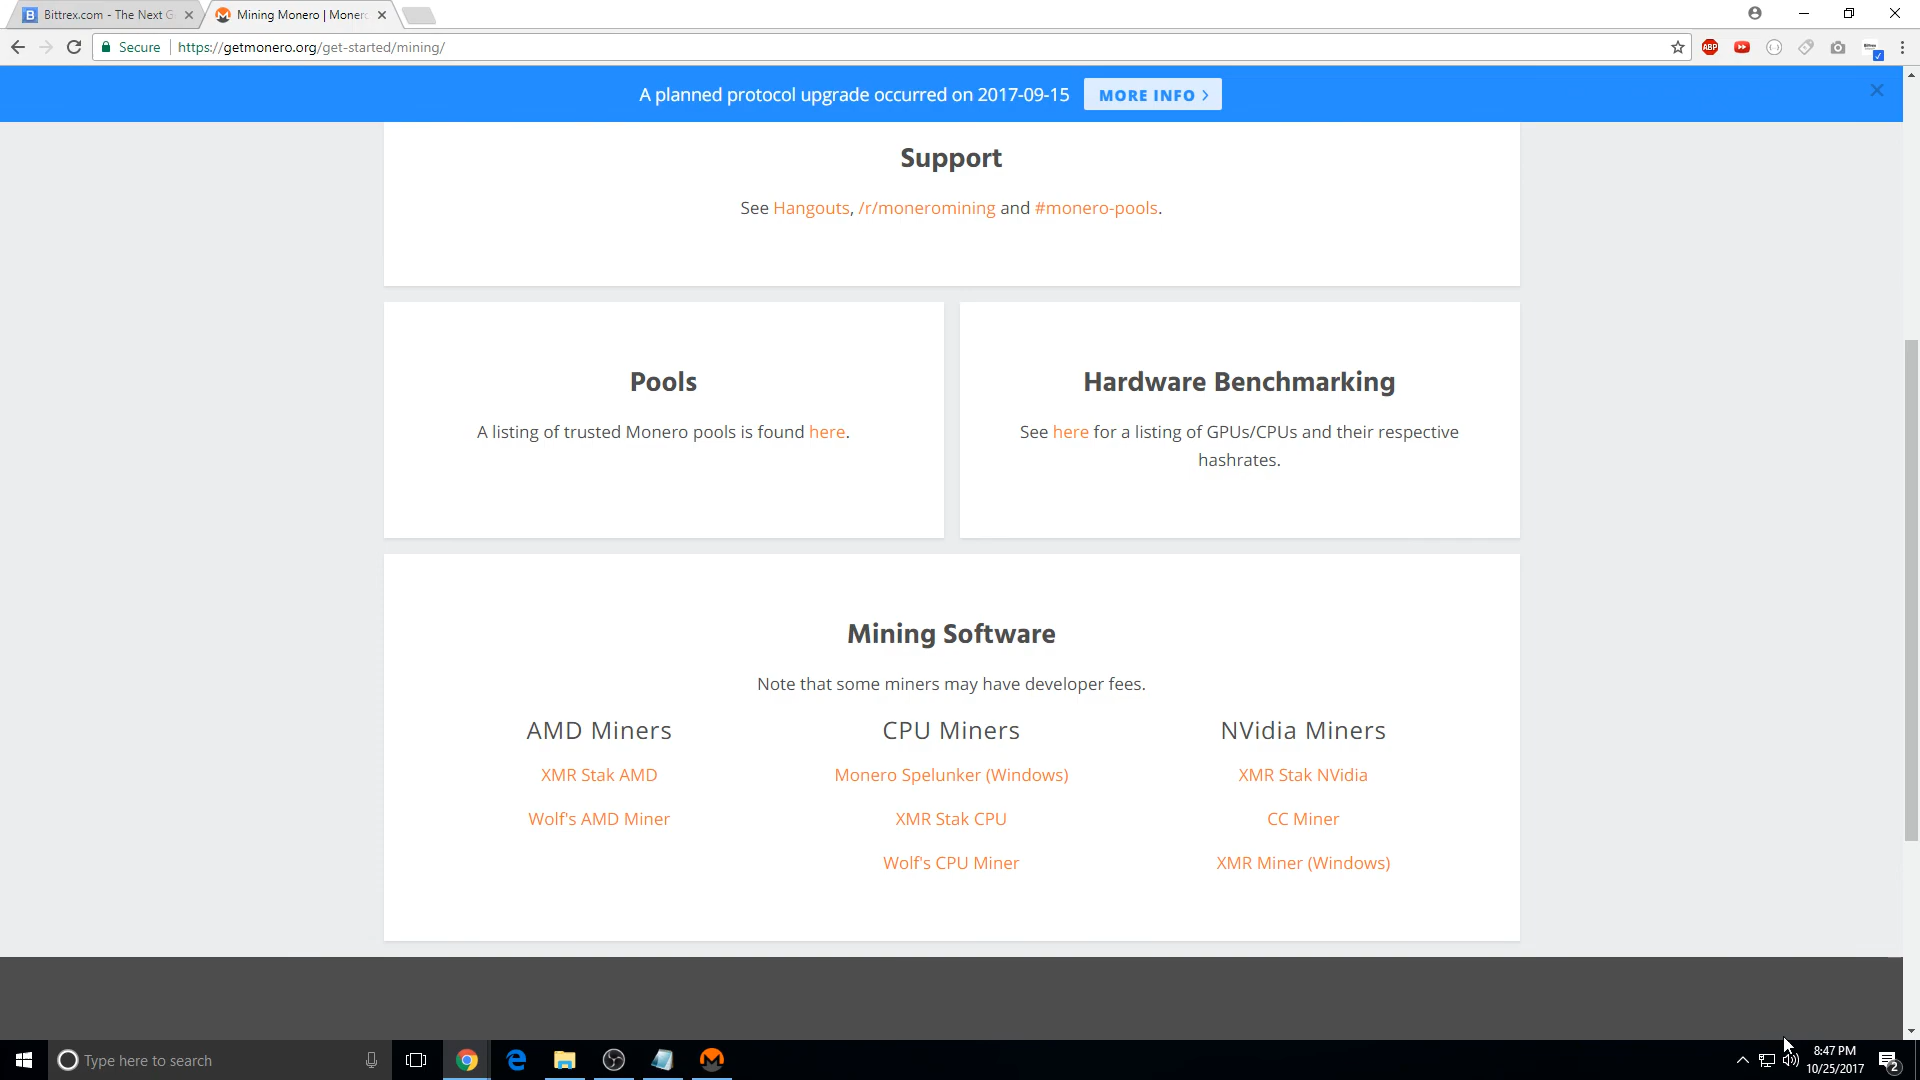 Bittrex.com - The Next G
Mining Monero | Moner
Secure
https://getmonero.org/get-started/mining/
ABP
A planned protocol upgrade occurred on 2017-09-15
MORE INFO >
Support
See Hangouts, /r/moneromining and #monero-pools.
Pools
A listing of trusted Monero pools is found here.
Hardware Benchmarking
See here for a listing of GPUs/CPUs and their respective
hashrates.
Mining Software
Note that some miners may have developer fees.
AMD Miners
XMR Stak AMD
Wolf's AMD Miner
CPU Miners
Monero Spelunker (Windows)
XMR Stak CPU
Wolf's CPU Miner
NVidia Miners
XMR Stak NVidia
CC Miner
XMR Miner (Windows)
Type here to search
8:47 PM
10/25/2017
2